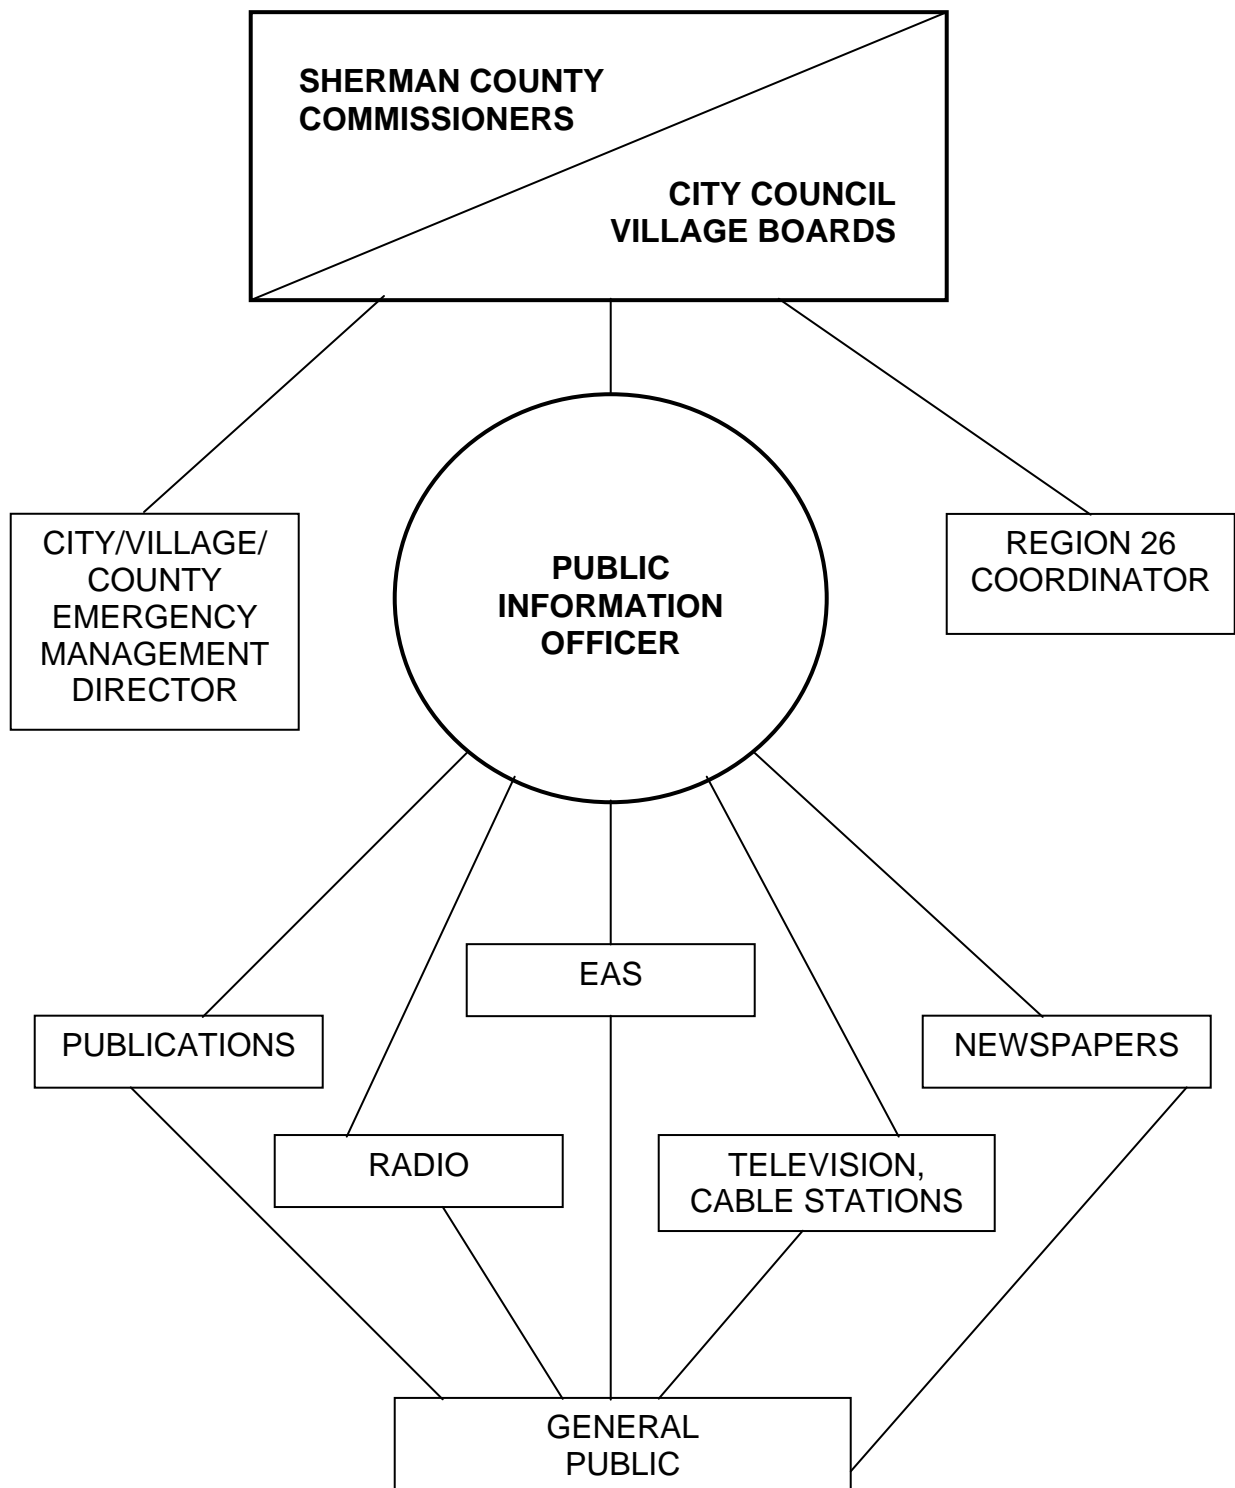 SHERMAN COUNTY
COMMISSIONERS
CITY COUNCIL
VILLAGE BOARDS
CITY/VILLAGE/
COUNTY
EMERGENCY
MANAGEMENT
DIRECTOR
PUBLIC
INFORMATION
OFFICER
REGION 26
COORDINATOR
EAS
PUBLICATIONS
NEWSPAPERS
RADIO
TELEVISION,
CABLE STATIONS
GENERAL
PUBLIC